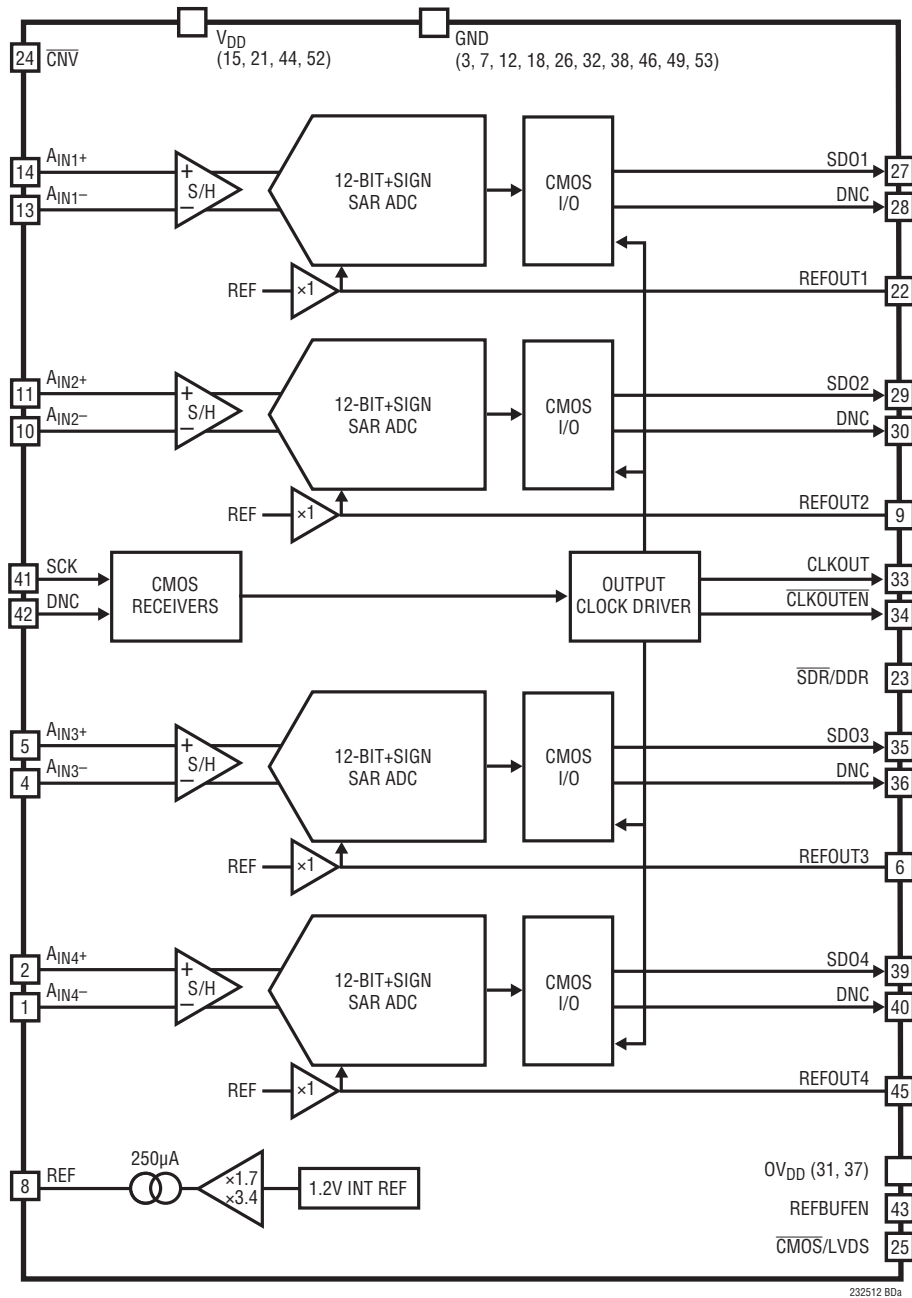 V_DD
(15, 21, 44, 52)
GND
(3, 7, 12, 18, 26, 32, 38, 46, 49, 53)
24 C̅N̅V̅
14 A_IN1+
13 A_IN1–
+
S/H
–
12-BIT+SIGN
SAR ADC
CMOS
I/O
SDO1 27
DNC 28
REF ×1
REFOUT1 22
11 A_IN2+
10 A_IN2–
+
S/H
–
12-BIT+SIGN
SAR ADC
CMOS
I/O
SDO2 29
DNC 30
REF ×1
REFOUT2 9
41 SCK
42 DNC
CMOS
RECEIVERS
OUTPUT
CLOCK DRIVER
CLKOUT 33
C̅L̅K̅O̅U̅T̅E̅N̅ 34
S̅D̅R̅/DDR 23
5 A_IN3+
4 A_IN3–
+
S/H
–
12-BIT+SIGN
SAR ADC
CMOS
I/O
SDO3 35
DNC 36
REF ×1
REFOUT3 6
2 A_IN4+
1 A_IN4–
+
S/H
–
12-BIT+SIGN
SAR ADC
CMOS
I/O
SDO4 39
DNC 40
REF ×1
REFOUT4 45
8 REF
250µA
×1.7
×3.4
1.2V INT REF
OV_DD (31, 37)
REFBUFEN 43
C̅M̅O̅S̅/LVDS 25
232512 BDa